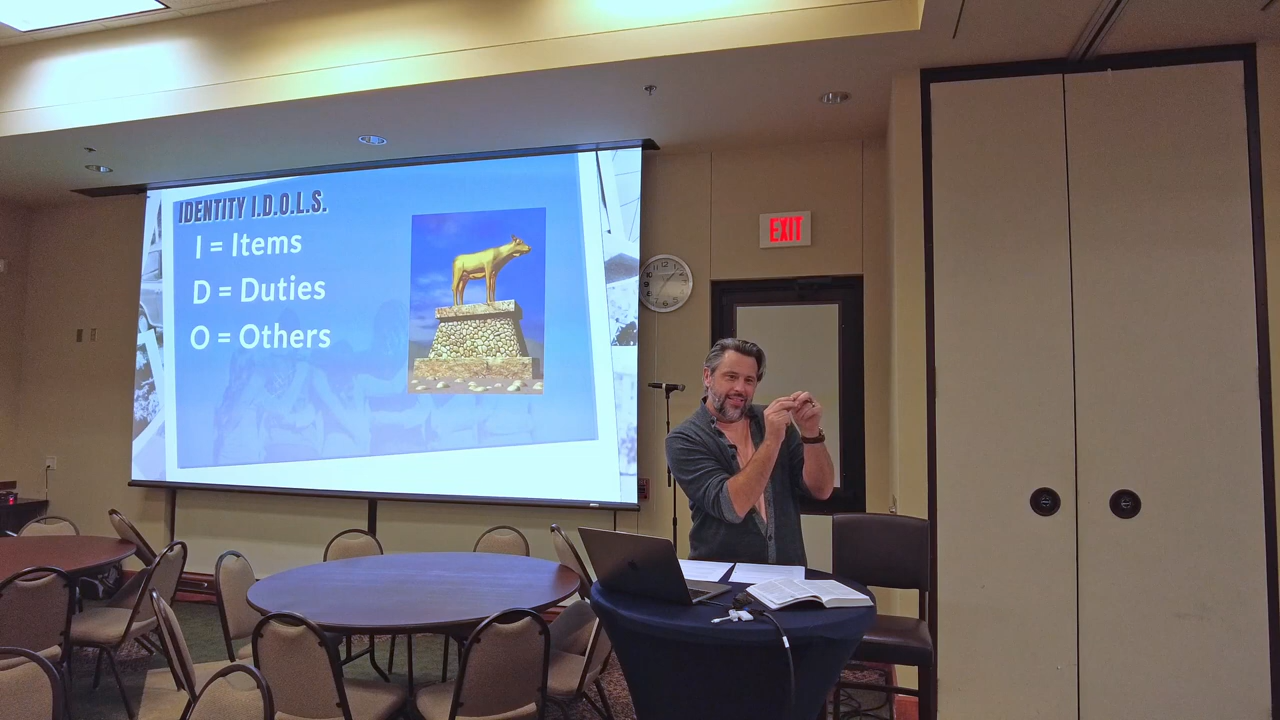 IDENTITY I.D.O.L.S.
I = Items
D = Duties
O = Others
EXIT